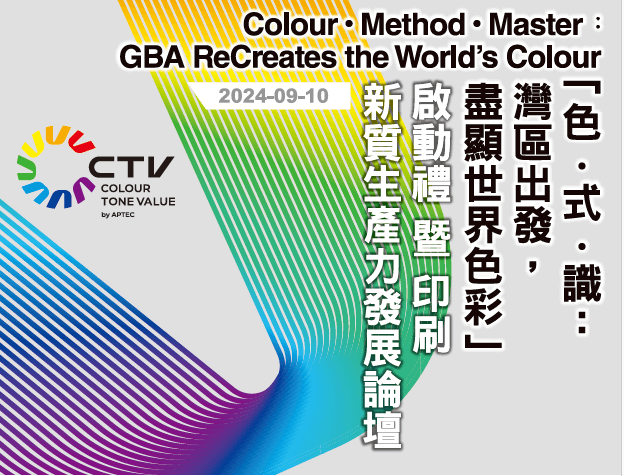 Colour・Method・Master：
GBA ReCreates the World's Colour
2024-09-10
「色．式．識：
灣區出發，
盡顯世界色彩」
啟動禮 暨 印刷
新質生產力發展論壇
CTV
COLOUR
TONE VALUE
by APTEC